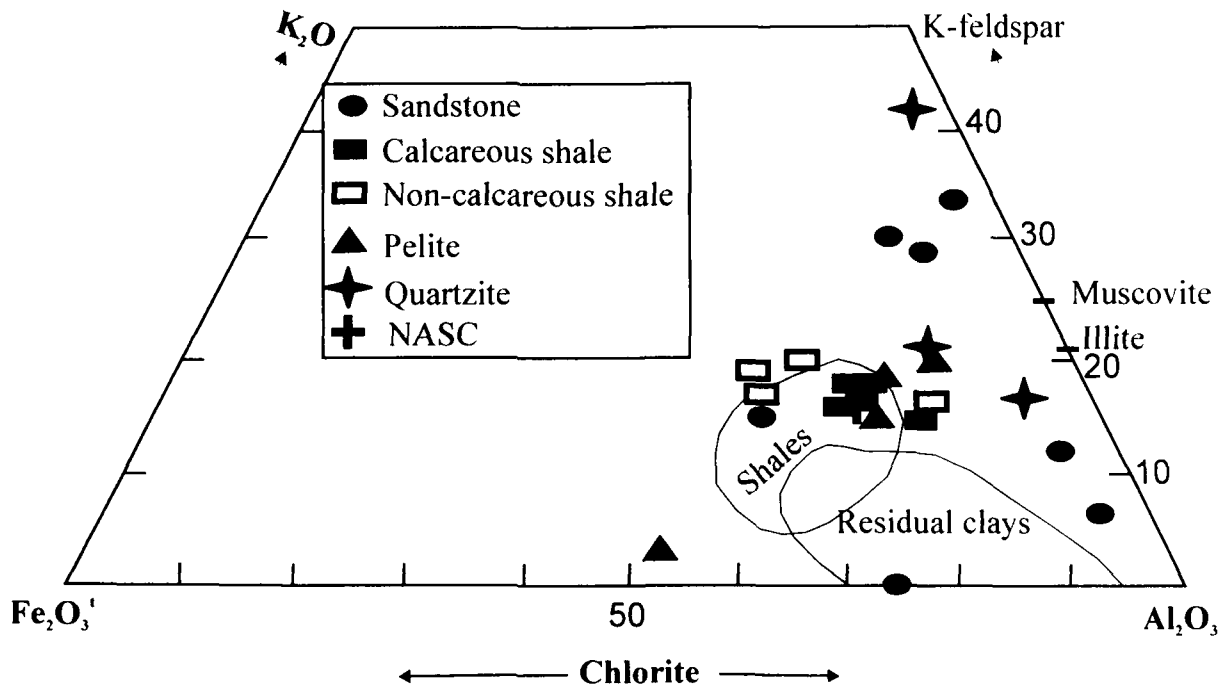 K₂O
K-feldspar
Sandstone
Calcareous shale
Non-calcareous shale
Pelite
Quartzite
NASC
40
30
Muscovite
Illite
20
10
Shales
Residual clays
Fe₂O₃ᵗ
50
Al₂O₃
Chlorite